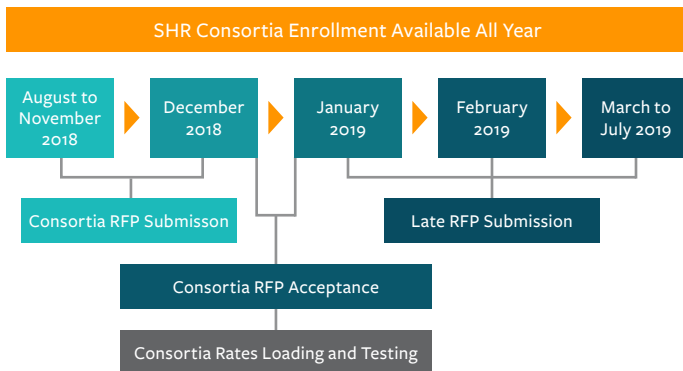 SHR Consortia Enrollment Available All Year
August to
November
2018
December
2018
January
2019
February
2019
March to
July 2019
Consortia RFP Submisson
Late RFP Submission
Consortia RFP Acceptance
Consortia Rates Loading and Testing